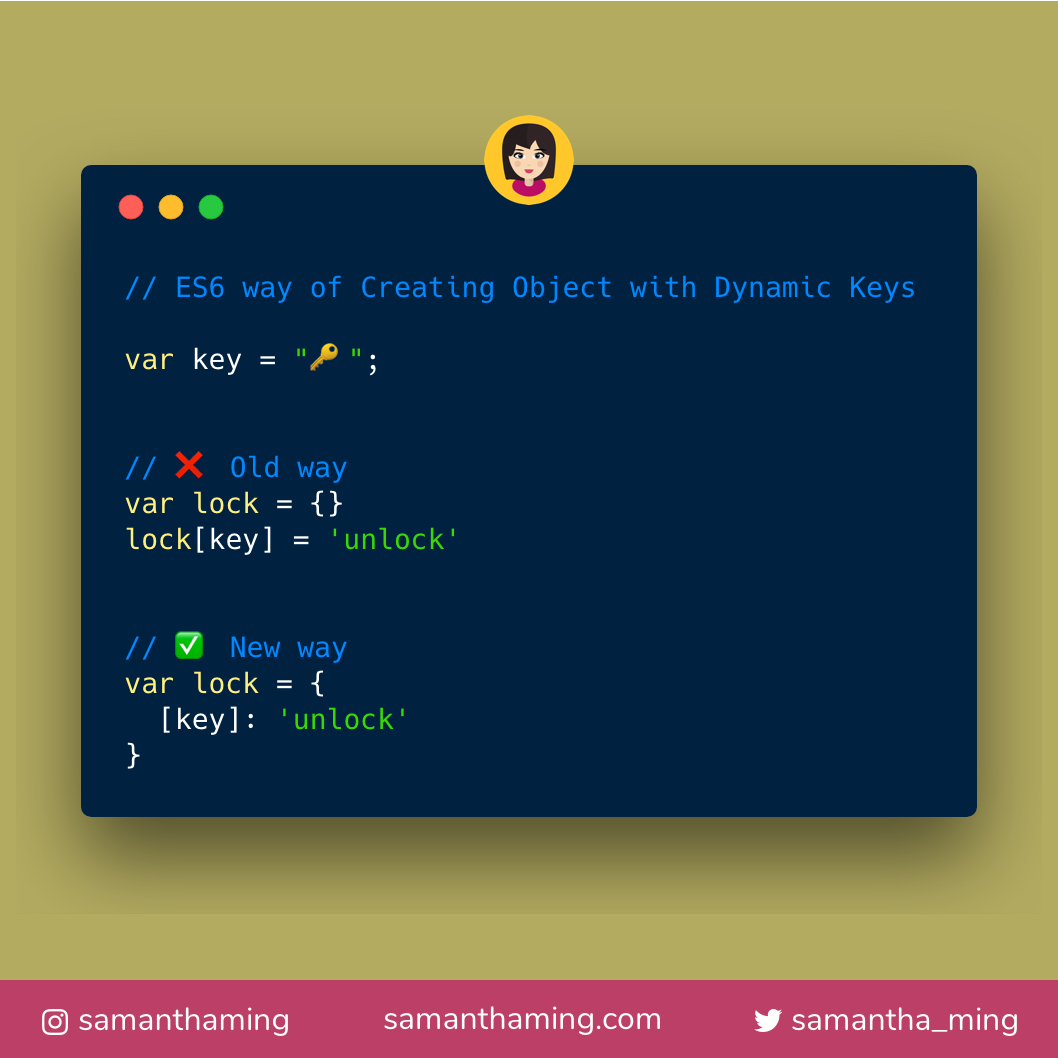 // ES6 way of Creating Object with Dynamic Keys
var key = "🔑 ";
// ❌ Old way
var lock = {}
lock[key] = 'unlock'
// ✅ New way
var lock = {
  [key]: 'unlock'
}
samanthaming
samanthaming.com
samantha_ming